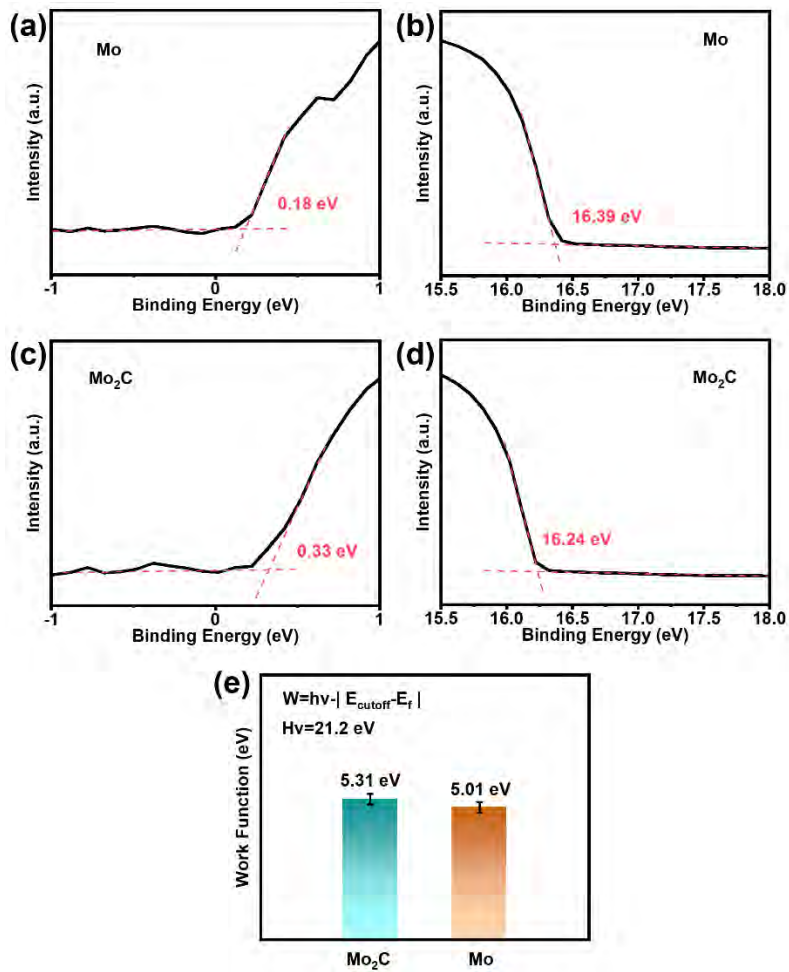 (a)
Mo
0.18 eV
Intensity (a.u.)
-1 0 1
Binding Energy (eV)
(b)
Mo
16.39 eV
Intensity (a.u.)
15.5 16.0 16.5 17.0 17.5 18.0
Binding Energy (eV)
(c)
Mo₂C
0.33 eV
Intensity (a.u.)
-1 0 1
Binding Energy (eV)
(d)
Mo₂C
16.24 eV
Intensity (a.u.)
15.5 16.0 16.5 17.0 17.5 18.0
Binding Energy (eV)
(e)
W=hν-| E_cutoff-E_f |
Hν=21.2 eV
5.31 eV 5.01 eV
Work Function (eV)
Mo₂C Mo